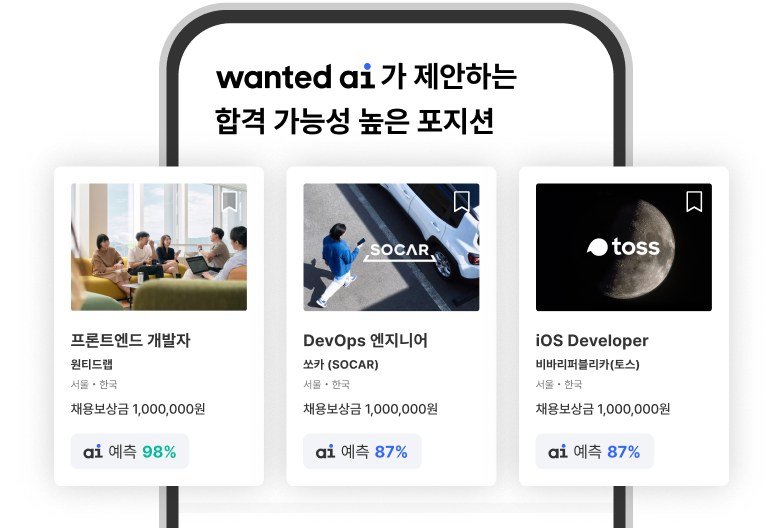 wanted ai 가 제안하는
합격 가능성 높은 포지션
프론트엔드 개발자
원티드랩
서울 • 한국
채용보상금 1,000,000원
ai 예측 98%
SOCAR
DevOps 엔지니어
쏘카 (SOCAR)
서울 • 한국
채용보상금 1,000,000원
ai 예측 87%
toss
iOS Developer
비바리퍼블리카(토스)
서울 • 한국
채용보상금 1,000,000원
ai 예측 87%